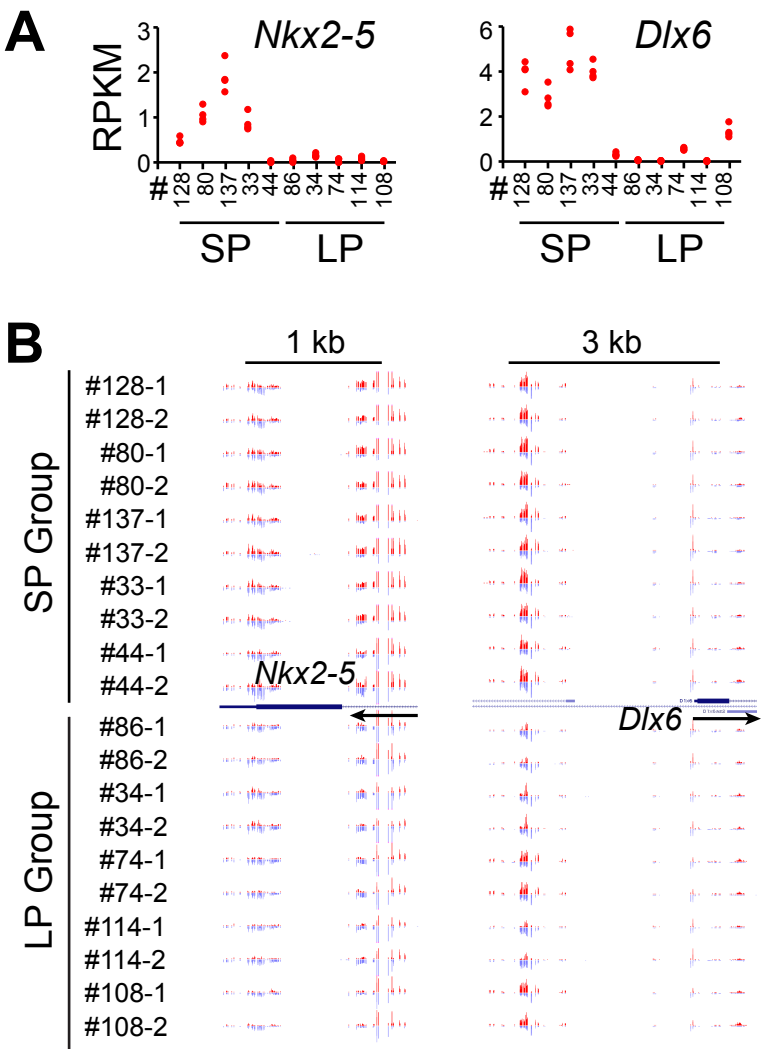 A
Nkx2-5
RPKM
3
2
1
0
# 128 80 137 33 44 86 34 74 114 108
SP LP
Dlx6
6
4
2
0
# 128 80 137 33 44 86 34 74 114 108
SP LP
B
1 kb 3 kb
SP Group
#128-1
#128-2
#80-1
#80-2
#137-1
#137-2
#33-1
#33-2
#44-1
#44-2
Nkx2-5
Dlx6
Dlx6
LP Group
#86-1
#86-2
#34-1
#34-2
#74-1
#74-2
#114-1
#114-2
#108-1
#108-2